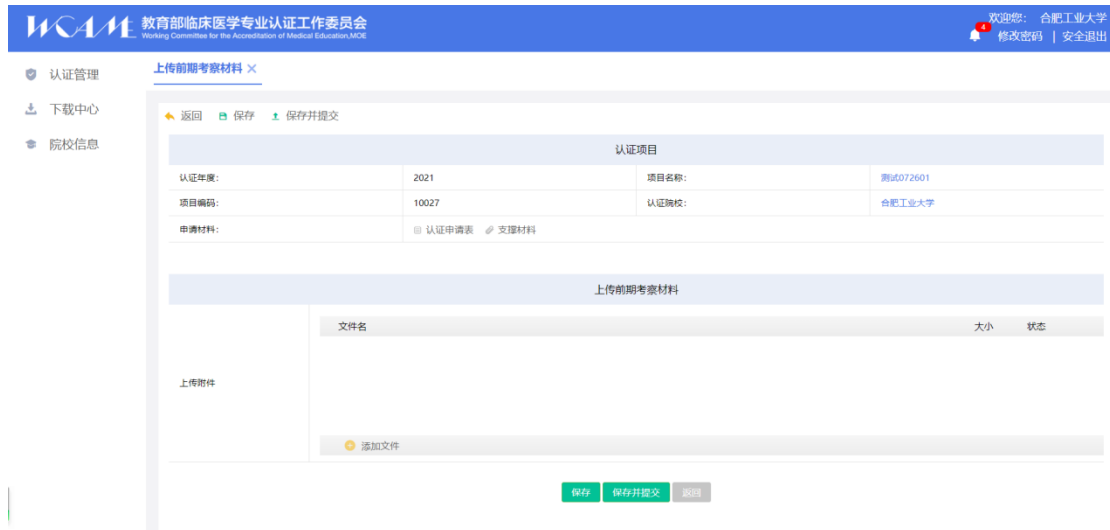 WCAME 教育部临床医学专业认证工作委员会
Working Committee for the Accreditation of Medical Education,MOE
欢迎您: 合肥工业大学
4 修改密码 | 安全退出
认证管理
下载中心
院校信息
上传前期考察材料 ×
返回 保存 保存并提交
认证项目
认证年度: 2021 项目名称: 测试072601
项目编码: 10027 认证院校: 合肥工业大学
申请材料: 认证申请表 支撑材料
上传前期考察材料
文件名 大小 状态
上传附件
添加文件
保存 保存并提交 返回